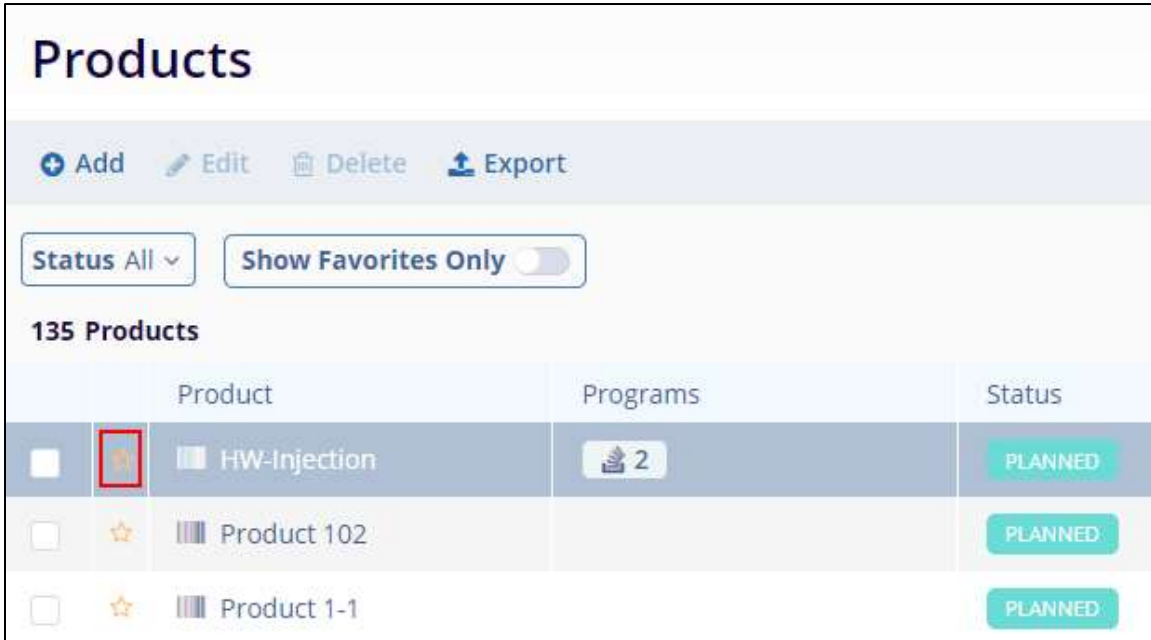 Products
Add Edit Delete Export
Status All Show Favorites Only
135 Products
Product Programs Status
HW-Injection 2 PLANNED
Product 102 PLANNED
Product 1-1 PLANNED